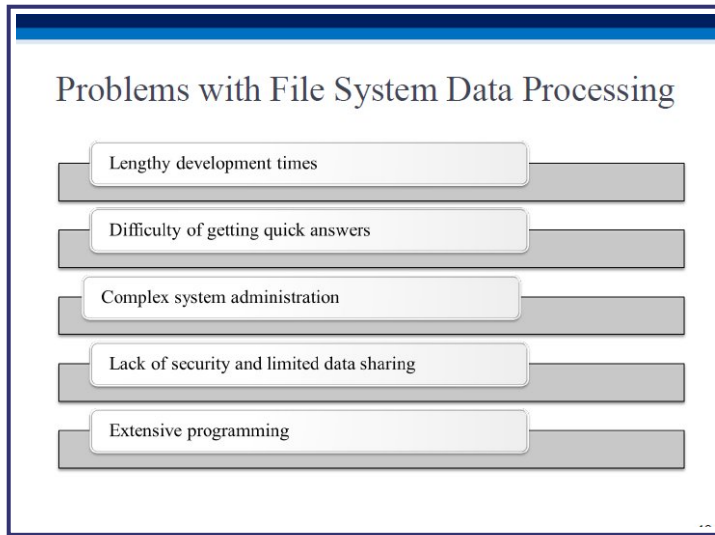 Problems with File System Data Processing
Lengthy development times
Difficulty of getting quick answers
Complex system administration
Lack of security and limited data sharing
Extensive programming